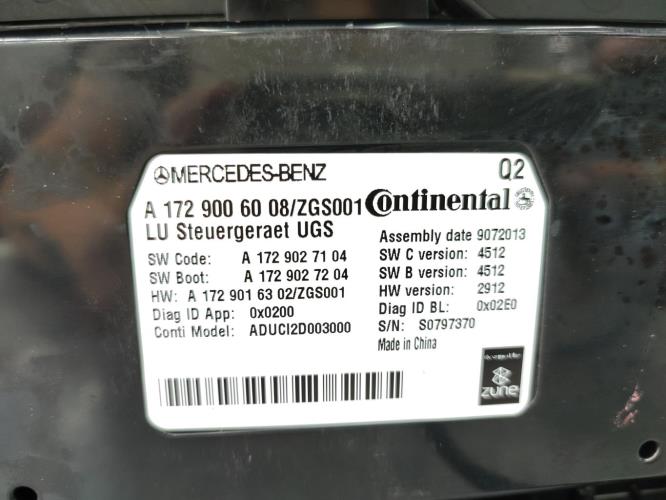 MERCEDES-BENZ
Q2
A 172 900 60 08/ZGS001
Continental
LU Steuergeraet UGS
Assembly date 9072013
SW Code: A 172 902 71 04
SW C version: 4512
SW Boot: A 172 902 72 04
SW B version: 4512
HW: A 172 901 63 02/ZGS001
HW version: 2912
Diag ID App: 0x0200
Diag ID BL: 0x02E0
Conti Model: ADUCI2D003000
S/N: S0797370
Made in China
zune